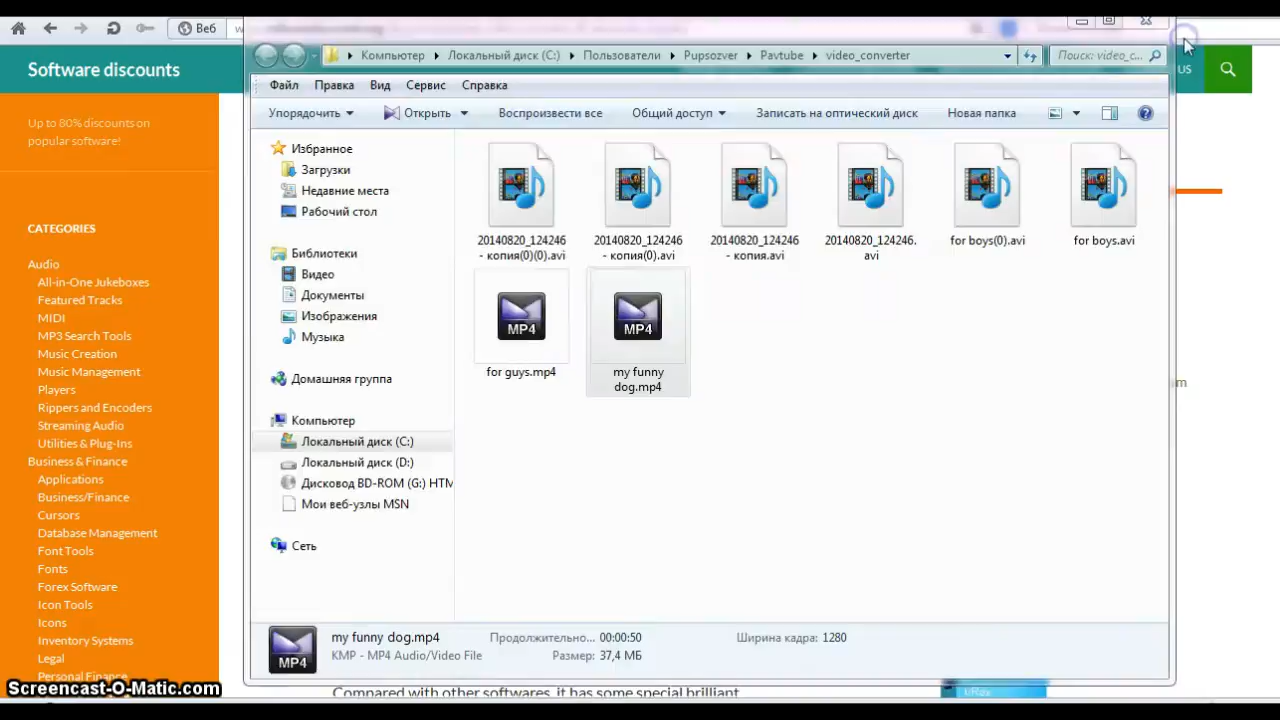 Веб
Software discounts
Up to 80% discounts on
popular software!
CATEGORIES
Audio
All-in-One Jukeboxes
Featured Tracks
MIDI
MP3 Search Tools
Music Creation
Music Management
Players
Rippers and Encoders
Streaming Audio
Utilities & Plug-Ins
Business & Finance
Applications
Business/Finance
Cursors
Database Management
Font Tools
Fonts
Forex Software
Icon Tools
Icons
Inventory Systems
Legal
Personal Finance
Компьютер
Локальный диск (C:)
Пользователи
Pupsozver
Pavtube
video_converter
Поиск: video_c...
Файл
Правка
Вид
Сервис
Справка
Упорядочить
Открыть
Воспроизвести все
Общий доступ
Записать на оптический диск
Новая папка
Избранное
Загрузки
Недавние места
Рабочий стол
Библиотеки
Видео
Документы
Изображения
Музыка
Домашняя группа
Компьютер
Локальный диск (C:)
Локальный диск (D:)
Дисковод BD-ROM (G:) HTM
Мои веб-узлы MSN
Сеть
20140820_124246
- копия(0)(0).avi
20140820_124246
- копия(0).avi
20140820_124246
- копия.avi
20140820_124246.
avi
for boys(0).avi
for boys.avi
MP4
for guys.mp4
MP4
my funny
dog.mp4
US
m
MP4
my funny dog.mp4
KMP - MP4 Audio/Video File
Продолжительно... 00:00:50
Размер: 37,4 МБ
Ширина кадра: 1280
Compared with other softwares, it has some special brilliant
Screencast-O-Matic.com